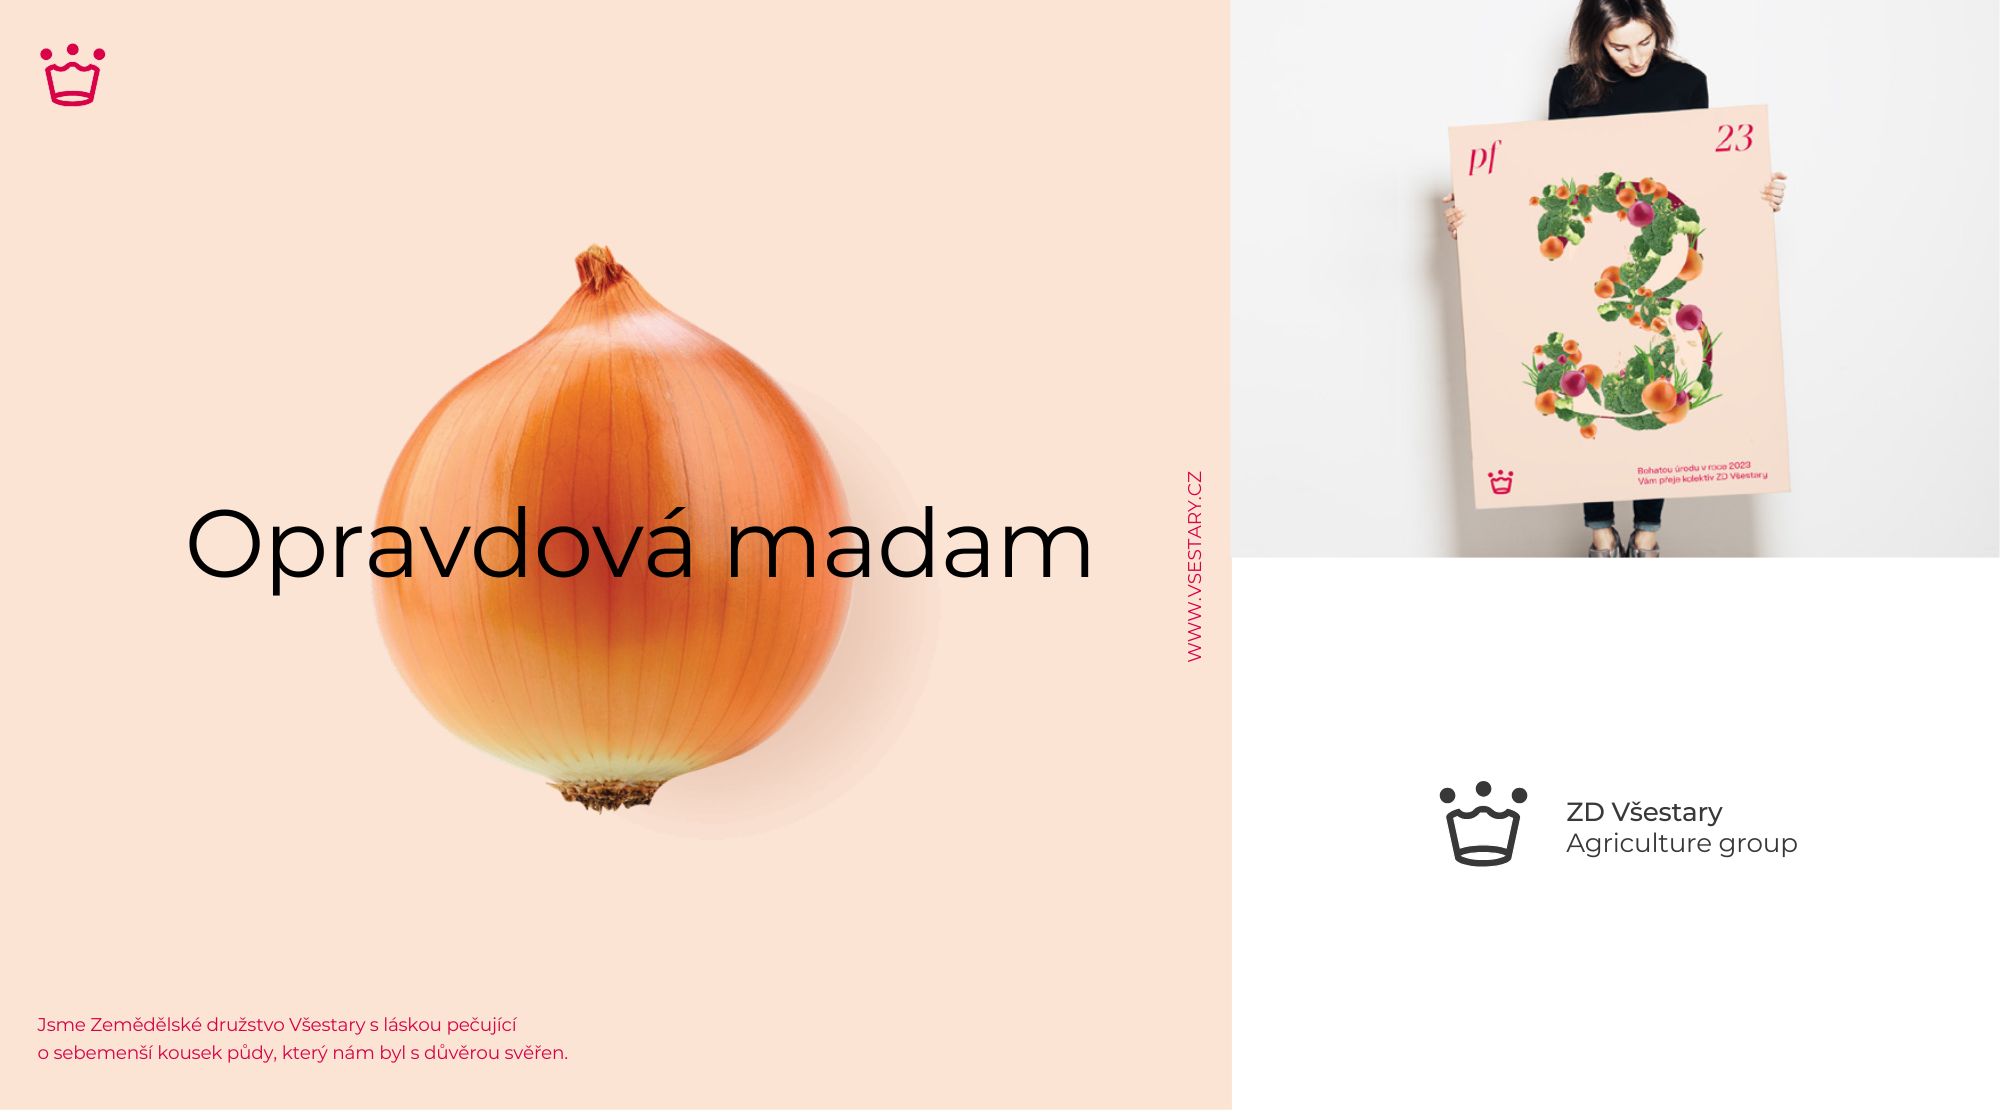 Opravdová madam
WWW.VSESTARY.CZ
Jsme Zemědělské družstvo Všestary s láskou pečující
o sebemenší kousek půdy, který nám byl s důvěrou svěřen.
pf
23
Bohatou úrodu v roce 2023
Vám přeje kolektiv ZD Všestary
ZD Všestary
Agriculture group